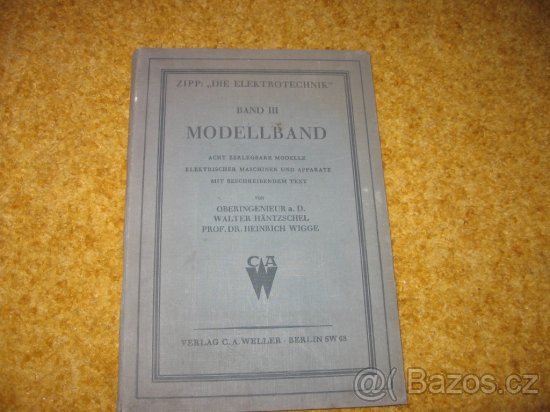 ZIPP: „DIE ELEKTROTECHNIK"
BAND III
MODELLBAND
ACHT ZERLEGBARE MODELLE
ELEKTRISCHER MASCHINEN UND APPARATE
MIT BESCHREIBENDEM TEXT
VON
OBERINGENIEUR a. D.
WALTER HÄNTZSCHEL
PROF. DR. HEINRICH WIGGE
CAW
VERLAG C. A. WELLER · BERLIN SW 68
@ Bazos.cz